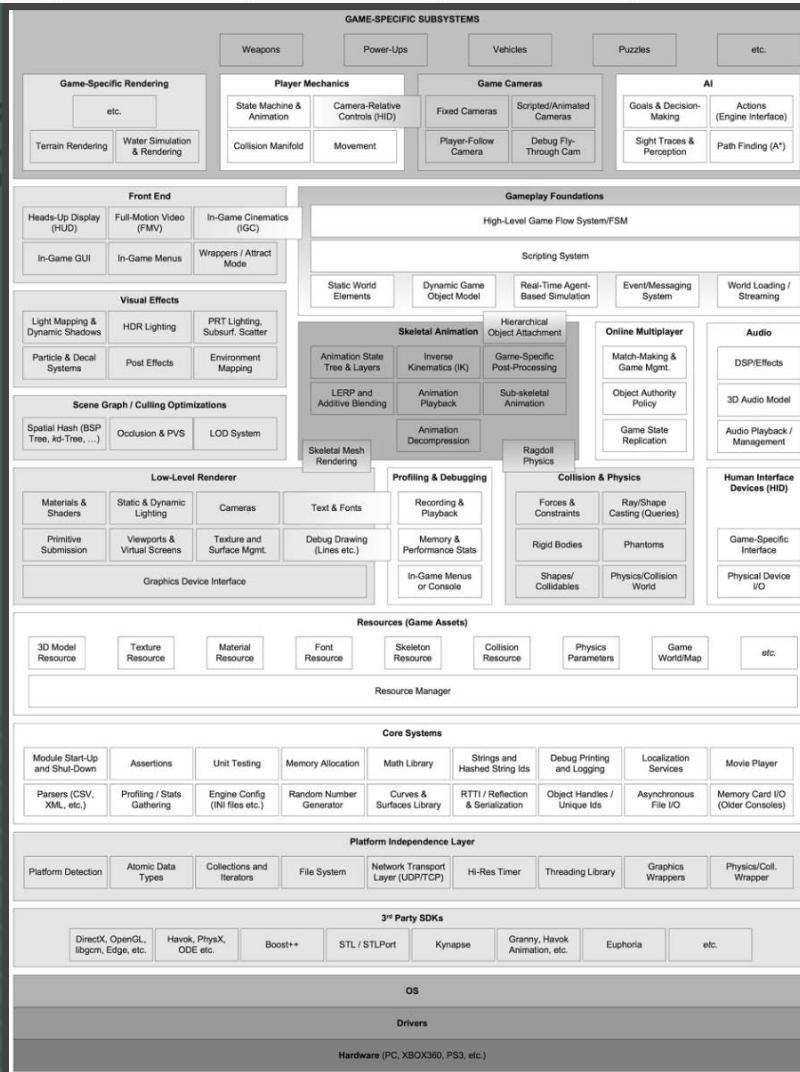 GAME-SPECIFIC SUBSYSTEMS
Weapons
Power-Ups
Vehicles
Puzzles
etc.
Game-Specific Rendering
etc.
Terrain Rendering
Water Simulation
& Rendering
Player Mechanics
State Machine &
Animation
Camera-Relative
Controls (HID)
Collision Manifold
Movement
Game Cameras
Fixed Cameras
Scripted/Animated
Cameras
Player-Follow
Camera
Debug Fly-
Through Cam
AI
Goals & Decision-
Making
Actions
(Engine Interface)
Sight Traces &
Perception
Path Finding (A*)
Front End
Heads-Up Display
(HUD)
Full-Motion Video
(FMV)
In-Game Cinematics
(IGC)
In-Game GUI
In-Game Menus
Wrappers / Attract
Mode
Gameplay Foundations
High-Level Game Flow System/FSM
Scripting System
Static World
Elements
Dynamic Game
Object Model
Real-Time Agent-
Based Simulation
Event/Messaging
System
World Loading /
Streaming
Visual Effects
Light Mapping &
Dynamic Shadows
HDR Lighting
PRT Lighting,
Subsurf. Scatter
Particle & Decal
Systems
Post Effects
Environment
Mapping
Skeletal Animation
Hierarchical
Object Attachment
Animation State
Tree & Layers
Inverse
Kinematics (IK)
Game-Specific
Post-Processing
LERP and
Additive Blending
Animation
Playback
Sub-skeletal
Animation
Animation
Decompression
Skeletal Mesh
Rendering
Ragdoll
Physics
Online Multiplayer
Match-Making &
Game Mgmt.
Object Authority
Policy
Game State
Replication
Audio
DSP/Effects
3D Audio Model
Audio Playback /
Management
Scene Graph / Culling Optimizations
Spatial Hash (BSP
Tree, kd-Tree, …)
Occlusion & PVS
LOD System
Low-Level Renderer
Materials &
Shaders
Static & Dynamic
Lighting
Cameras
Text & Fonts
Primitive
Submission
Viewports &
Virtual Screens
Texture and
Surface Mgmt.
Debug Drawing
(Lines etc.)
Graphics Device Interface
Profiling & Debugging
Recording &
Playback
Memory &
Performance Stats
In-Game Menus
or Console
Collision & Physics
Forces &
Constraints
Ray/Shape
Casting (Queries)
Rigid Bodies
Phantoms
Shapes/
Collidables
Physics/Collision
World
Human Interface
Devices (HID)
Game-Specific
Interface
Physical Device
I/O
Resources (Game Assets)
3D Model
Resource
Texture
Resource
Material
Resource
Font
Resource
Skeleton
Resource
Collision
Resource
Physics
Parameters
Game
World/Map
etc.
Resource Manager
Core Systems
Module Start-Up
and Shut-Down
Assertions
Unit Testing
Memory Allocation
Math Library
Strings and
Hashed String Ids
Debug Printing
and Logging
Localization
Services
Movie Player
Parsers (CSV,
XML, etc.)
Profiling / Stats
Gathering
Engine Config
(INI files etc.)
Random Number
Generator
Curves &
Surfaces Library
RTTI / Reflection
& Serialization
Object Handles /
Unique Ids
Asynchronous
File I/O
Memory Card I/O
(Older Consoles)
Platform Independence Layer
Platform Detection
Atomic Data
Types
Collections and
Iterators
File System
Network Transport
Layer (UDP/TCP)
Hi-Res Timer
Threading Library
Graphics
Wrappers
Physics/Coll.
Wrapper
3rd Party SDKs
DirectX, OpenGL,
libgcm, Edge, etc.
Havok, PhysX,
ODE etc.
Boost++
STL / STLPort
Kynapse
Granny, Havok
Animation, etc.
Euphoria
etc.
OS
Drivers
Hardware (PC, XBOX360, PS3, etc.)